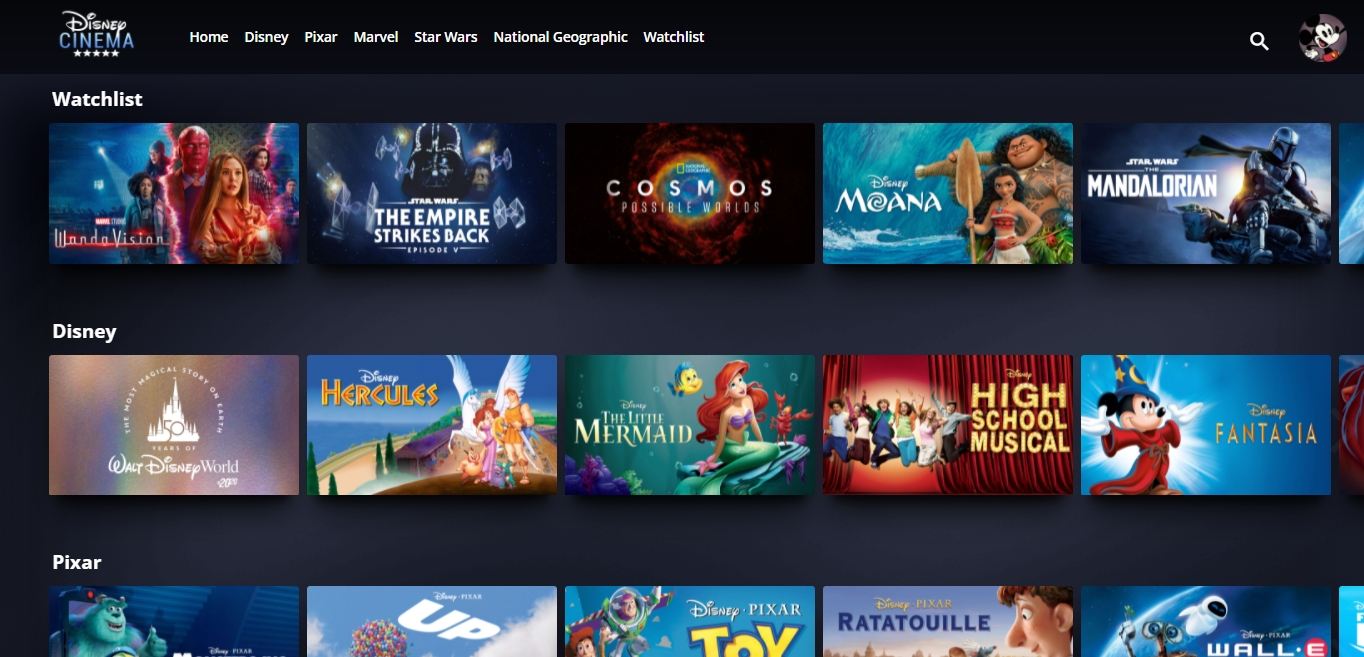 Disney
CINEMA
Home Disney Pixar Marvel Star Wars National Geographic Watchlist
Watchlist
MARVEL STUDIOS
WandaVision
STAR WARS
THE EMPIRE
STRIKES BACK
EPISODE V
NATIONAL
GEOGRAPHIC
COSMOS
POSSIBLE WORLDS
Disney
MOANA
STAR WARS
THE
MANDALORIAN
Disney
THE MOST MAGICAL STORY ON EARTH
50
YEARS OF
Walt Disney World
Disney
HERCULES
Disney
THE LITTLE
MERMAID
Disney
HIGH
SCHOOL
MUSICAL
Disney
FANTASIA
Pixar
Disney·PIXAR
Disney·PIXAR
UP
Disney·PIXAR
TOY
Disney·PIXAR
RATATOUILLE
Disney·PIXAR
WALL·E